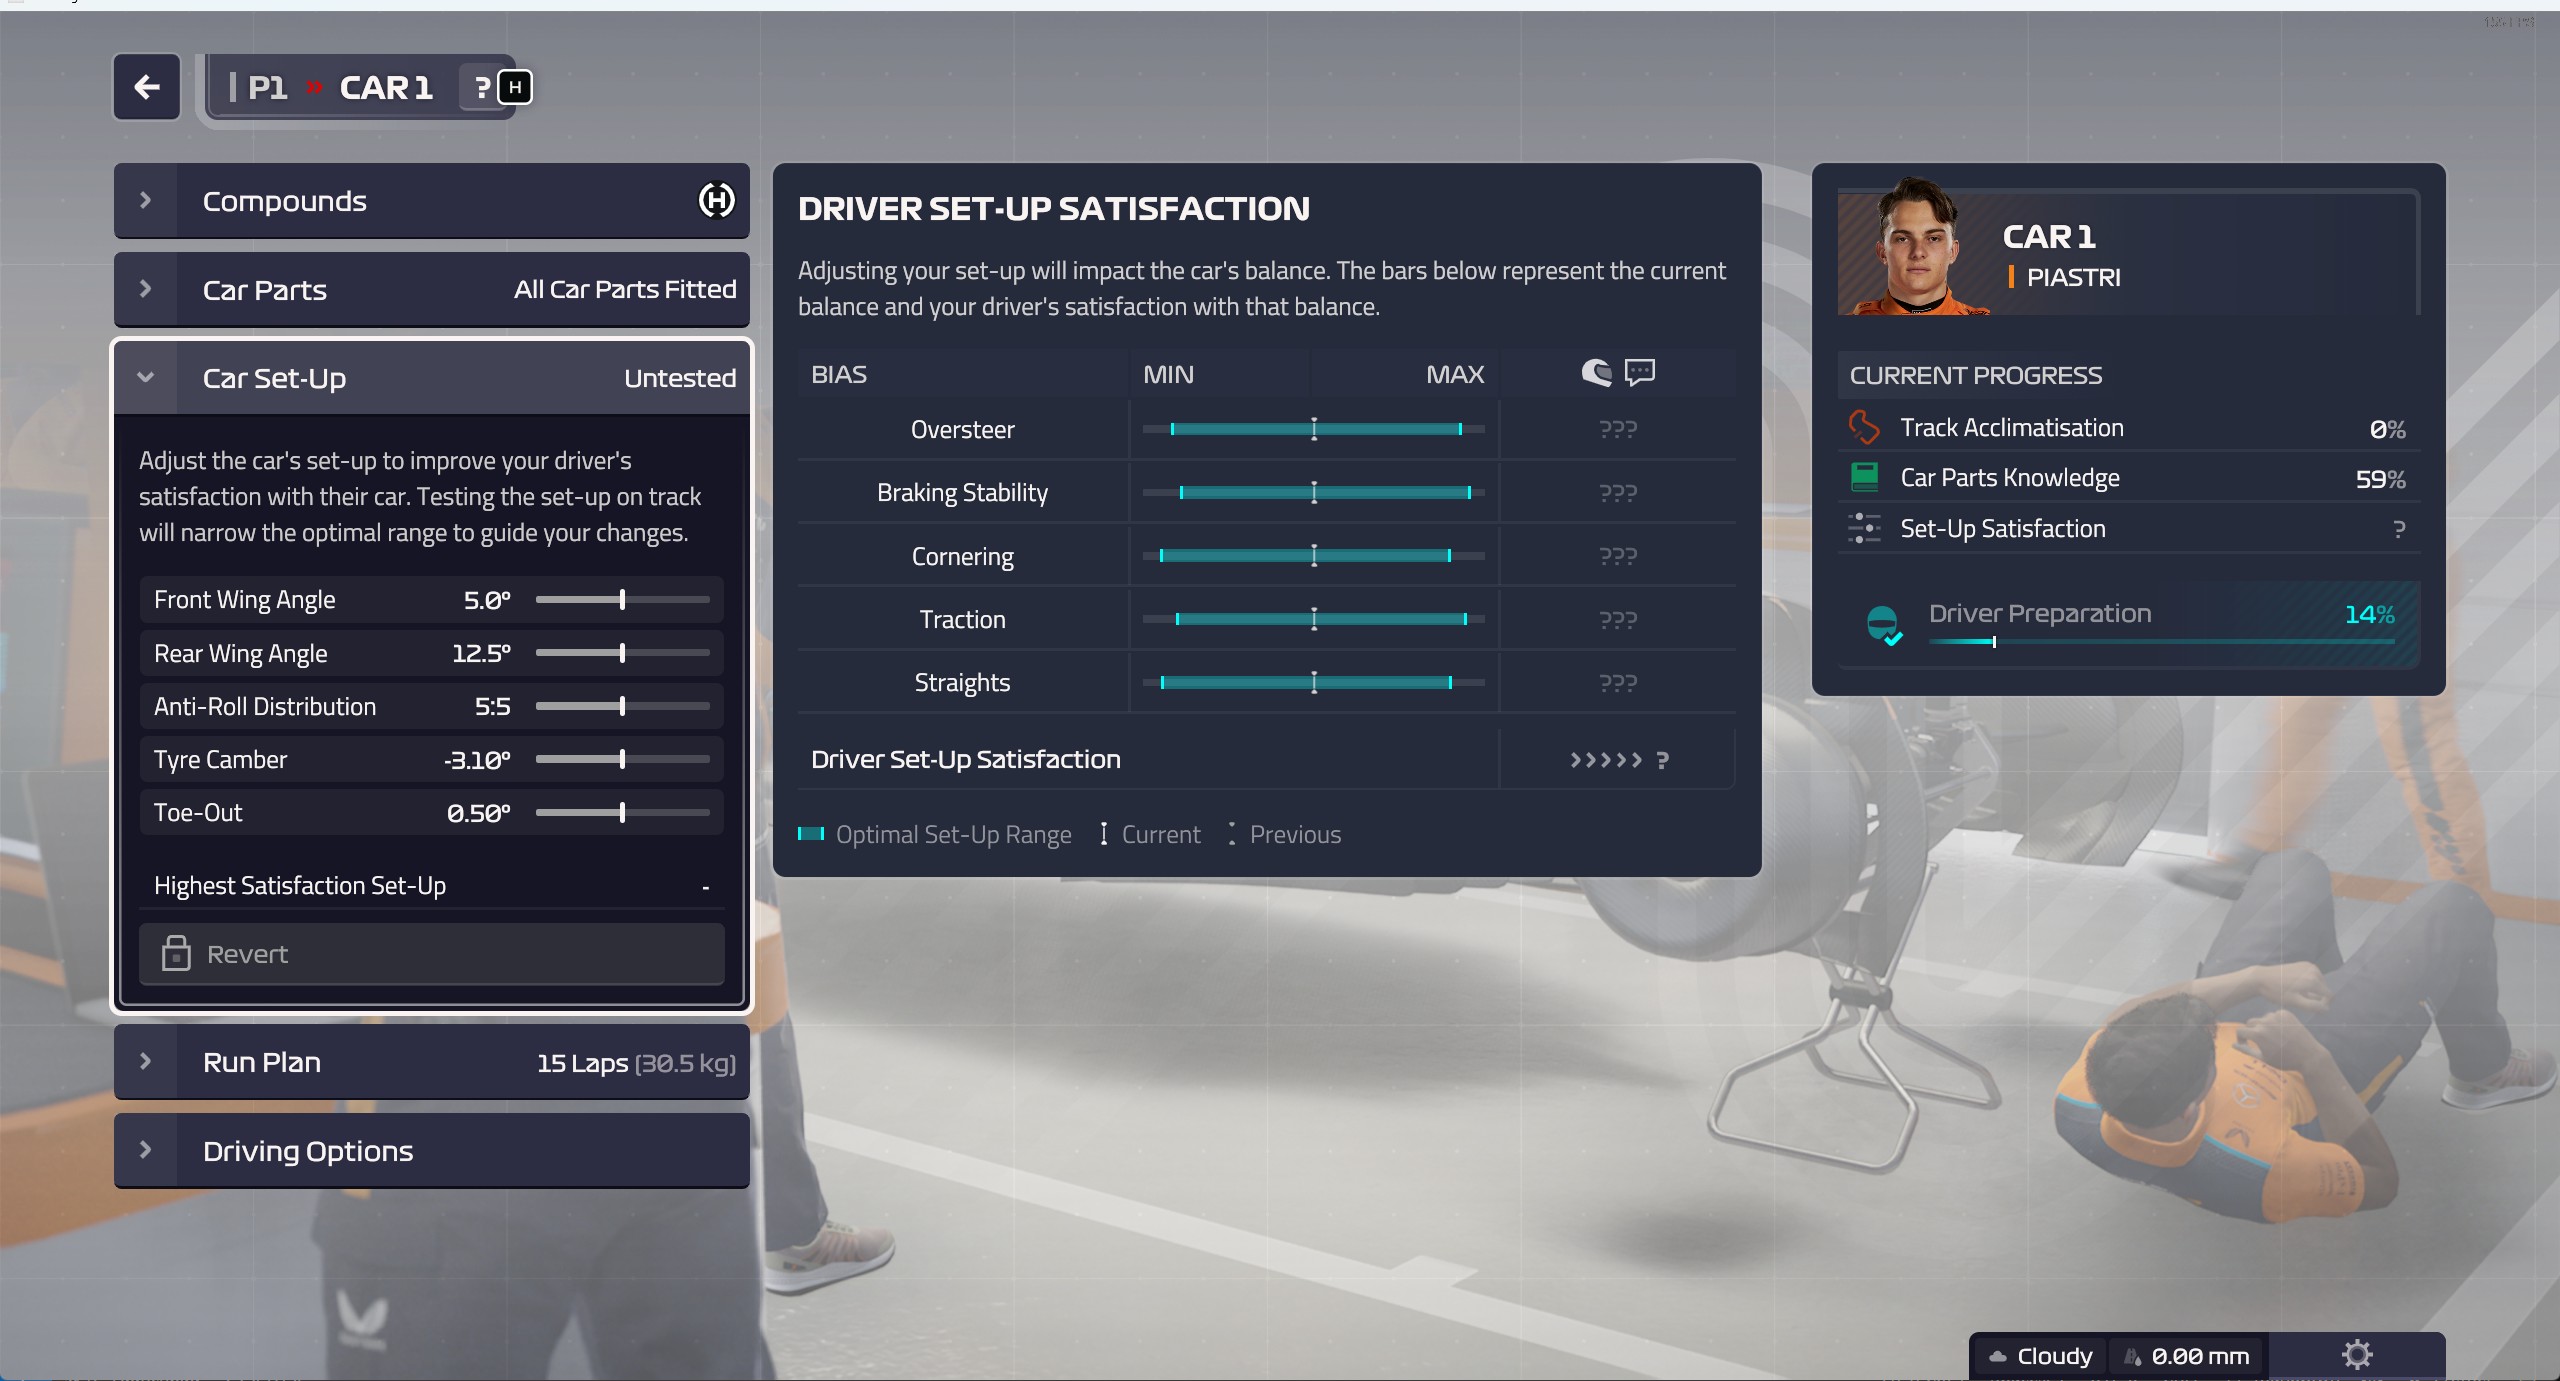 P1 » CAR 1 ? H
Compounds H
Car Parts All Car Parts Fitted
Car Set-Up Untested
Adjust the car's set-up to improve your driver's
satisfaction with their car. Testing the set-up on track
will narrow the optimal range to guide your changes.
Front Wing Angle 5.0°
Rear Wing Angle 12.5°
Anti-Roll Distribution 5:5
Tyre Camber -3.10°
Toe-Out 0.50°
Highest Satisfaction Set-Up -
Revert
Run Plan 15 Laps (30.5 kg)
Driving Options
DRIVER SET-UP SATISFACTION
Adjusting your set-up will impact the car's balance. The bars below represent the current
balance and your driver's satisfaction with that balance.
BIAS MIN MAX
Oversteer ???
Braking Stability ???
Cornering ???
Traction ???
Straights ???
Driver Set-Up Satisfaction ›››››  ?
Optimal Set-Up Range Current Previous
CAR 1
PIASTRI
CURRENT PROGRESS
Track Acclimatisation 0%
Car Parts Knowledge 59%
Set-Up Satisfaction ?
Driver Preparation 14%
Cloudy 0.00 mm